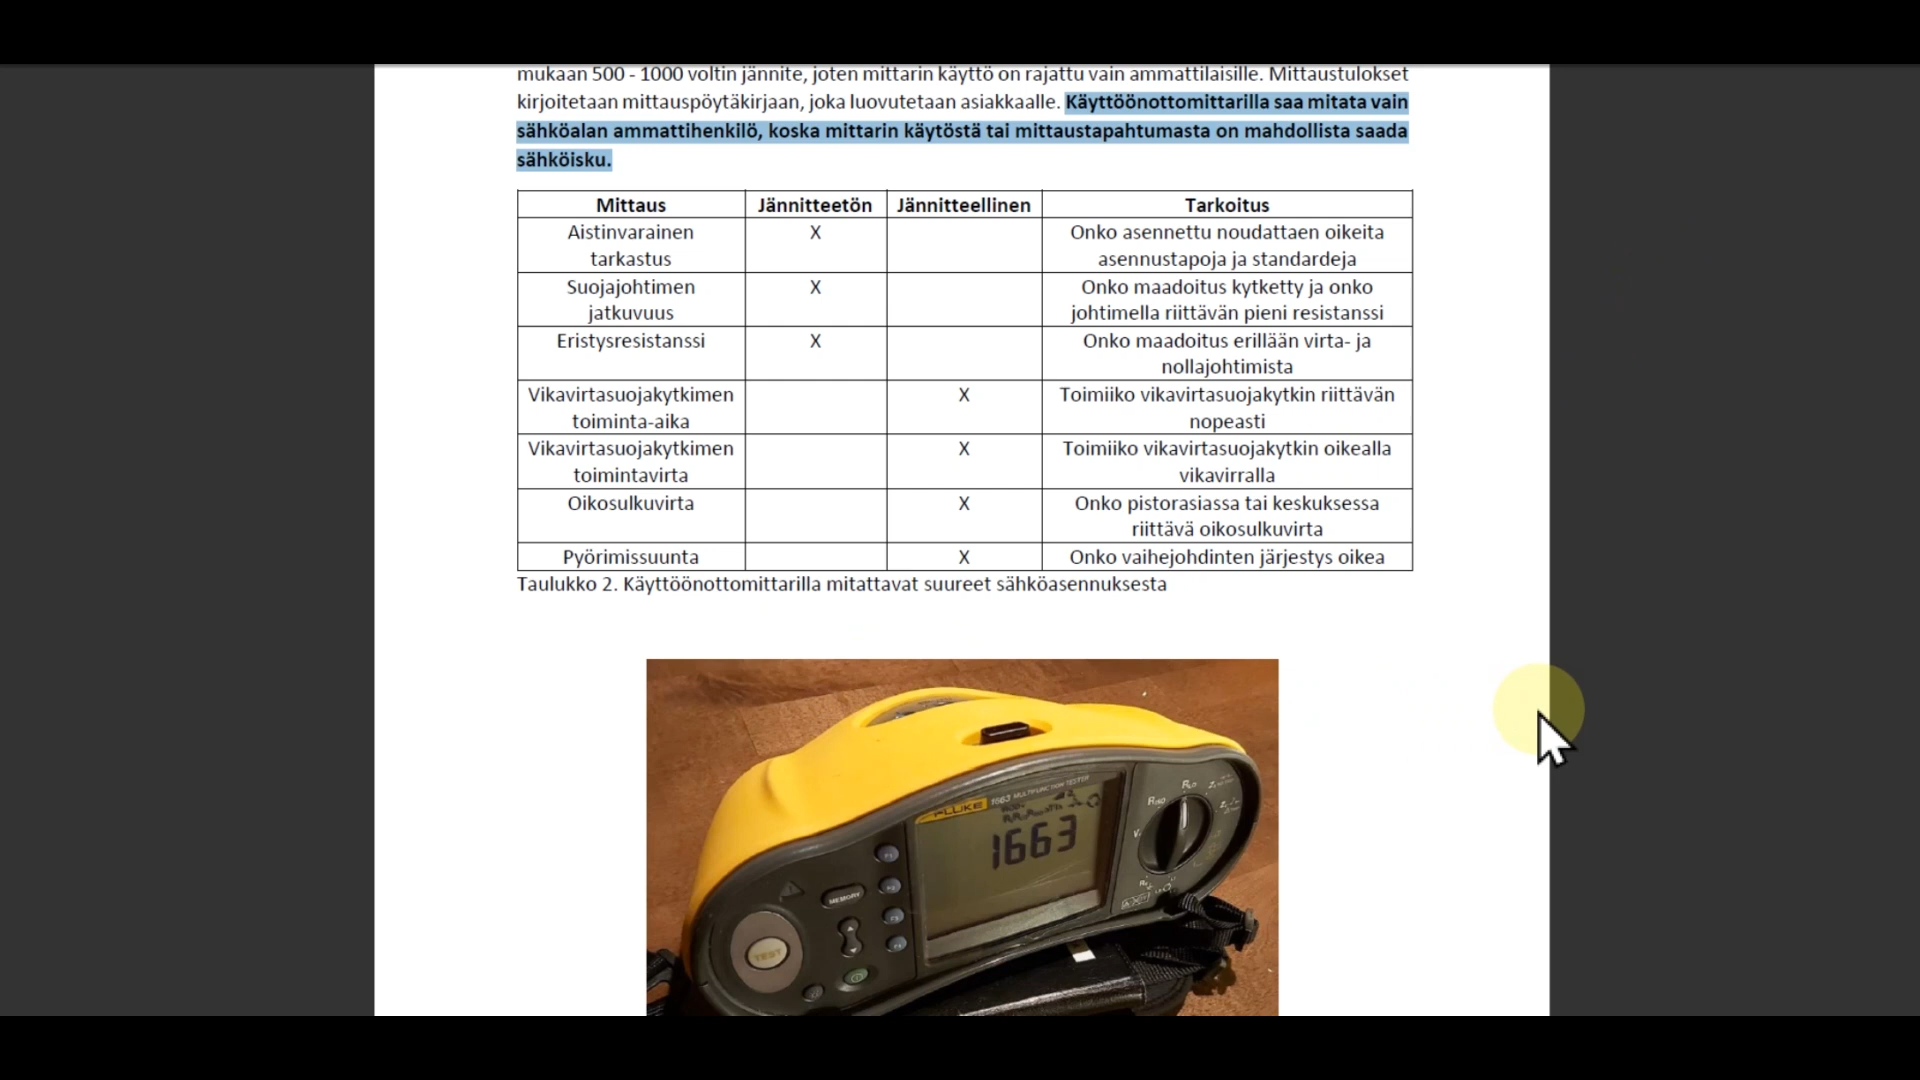 mukaan 500 - 1000 voltin jännite, joten mittarin käyttö on rajattu vain ammattilaisille. Mittaustulokset
kirjoitetaan mittauspöytäkirjaan, joka luovutetaan asiakkaalle. Käyttöönottomittarilla saa mitata vain
sähköalan ammattihenkilö, koska mittarin käytöstä tai mittaustapahtumasta on mahdollista saada
sähköisku.
Mittaus Jännitteetön Jännitteellinen Tarkoitus
Aistinvarainen X Onko asennettu noudattaen oikeita
tarkastus asennustapoja ja standardeja
Suojajohtimen X Onko maadoitus kytketty ja onko
jatkuvuus johtimella riittävän pieni resistanssi
Eristysresistanssi X Onko maadoitus erillään virta- ja
nollajohtimista
Vikavirtasuojakytkimen X Toimiiko vikavirtasuojakytkin riittävän
toiminta-aika nopeasti
Vikavirtasuojakytkimen X Toimiiko vikavirtasuojakytkin oikealla
toimintavirta vikavirralla
Oikosulkuvirta X Onko pistorasiassa tai keskuksessa
riittävä oikosulkuvirta
Pyörimissuunta X Onko vaihejohdinten järjestys oikea
Taulukko 2. Käyttöönottomittarilla mitattavat suureet sähköasennuksesta
FLUKE 1663 MULTIFUNCTION TESTER
1663
MEMORY
TEST